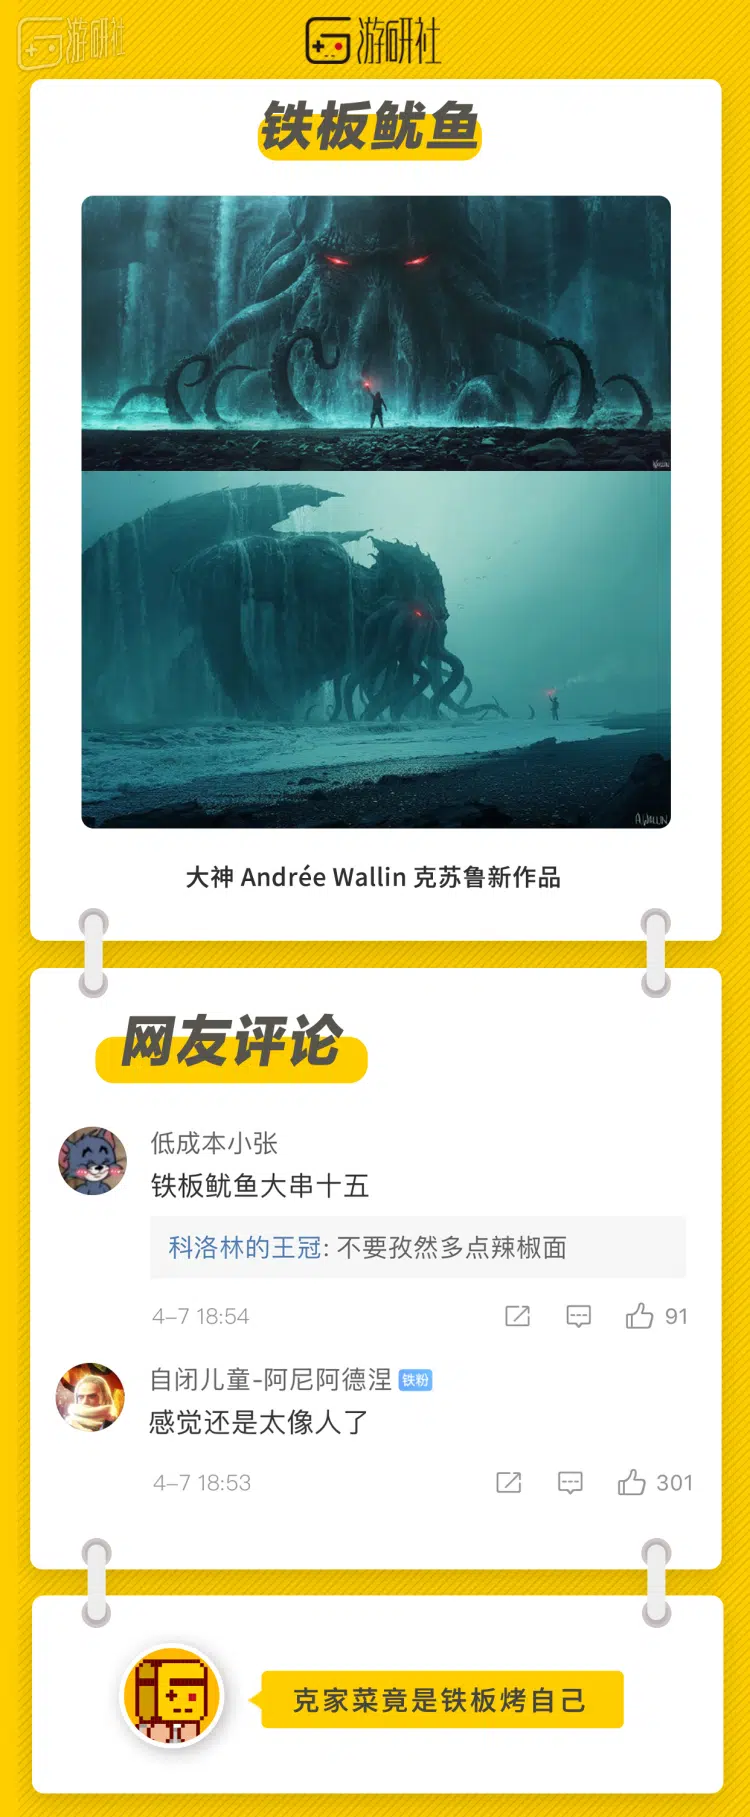 游研社
游研社
铁板鱿鱼
WALLIN
A.WALLIN
大神 Andrée Wallin 克苏鲁新作品
网友评论
低成本小张
铁板鱿鱼大串十五
科洛林的王冠: 不要孜然多点辣椒面
4-7 18:54
91
自闭儿童-阿尼阿德涅 铁粉
感觉还是太像人了
4-7 18:53
301
克家菜竟是铁板烤自己